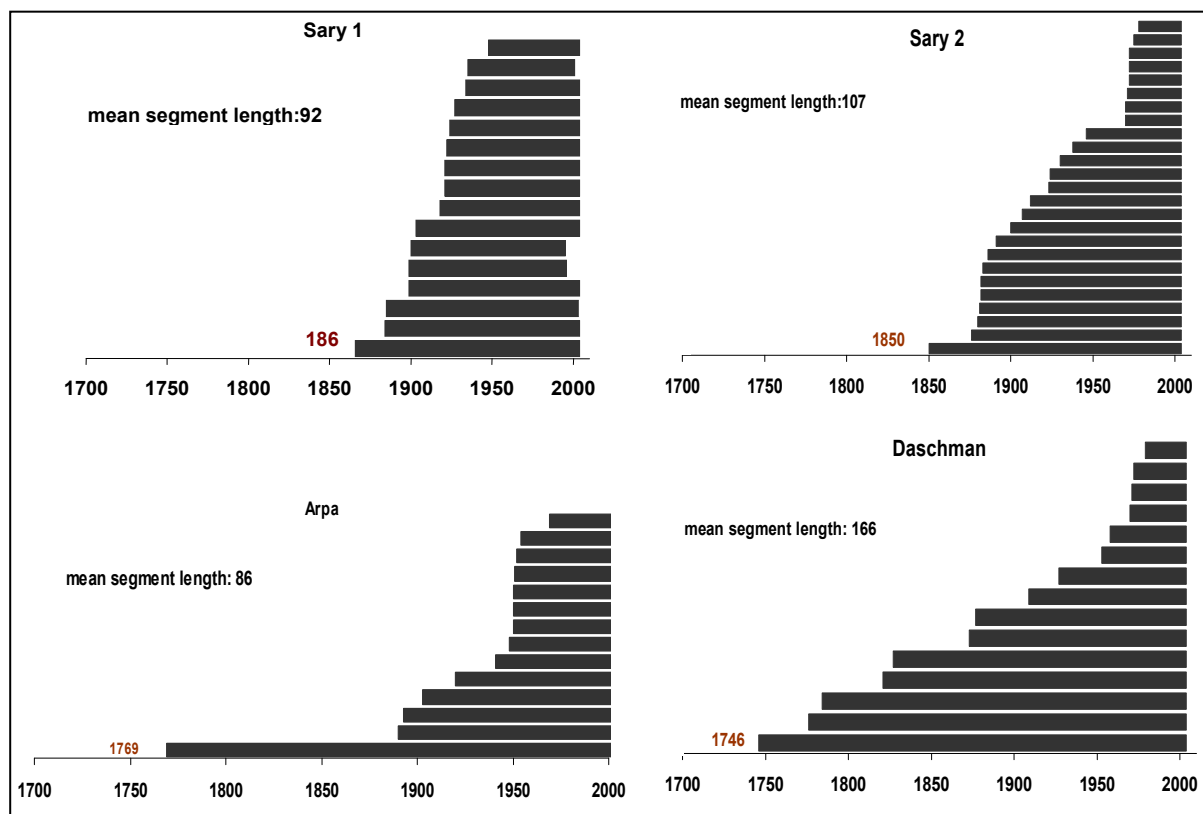 Sary 1
mean segment length:92
186
1700 1750 1800 1850 1900 1950 2000
Sary 2
mean segment length:107
1850
1700 1750 1800 1850 1900 1950 2000
Arpa
mean segment length: 86
1769
1700 1750 1800 1850 1900 1950 2000
Daschman
mean segment length: 166
1746
1700 1750 1800 1850 1900 1950 2000